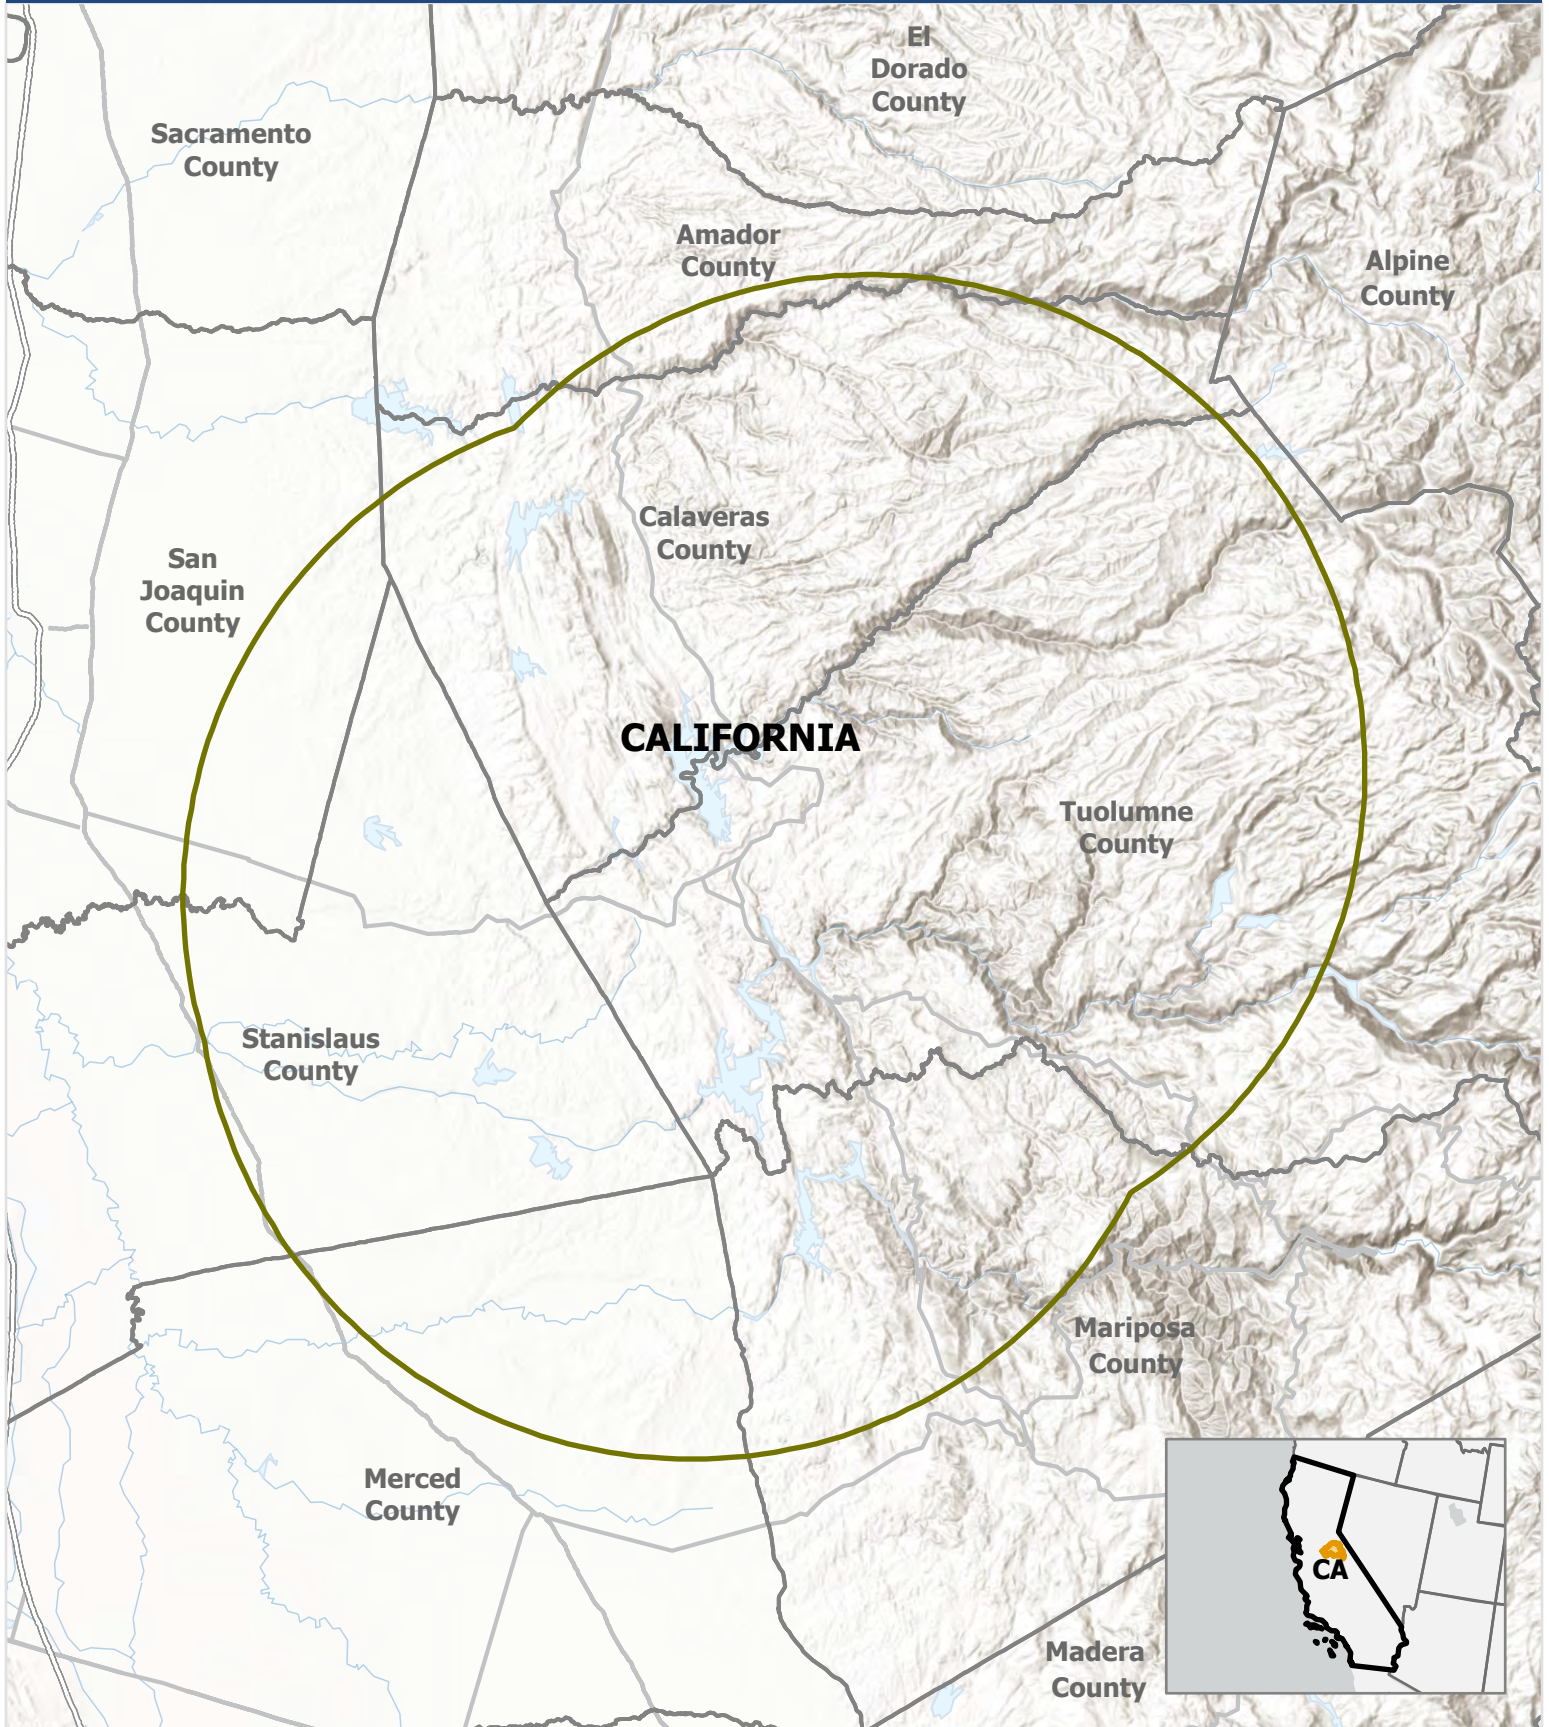 El
Dorado
County
Sacramento
County
Amador
County
Alpine
County
Calaveras
County
San
Joaquin
County
CALIFORNIA
Tuolumne
County
Stanislaus
County
Mariposa
County
Merced
County
CA
Madera
County